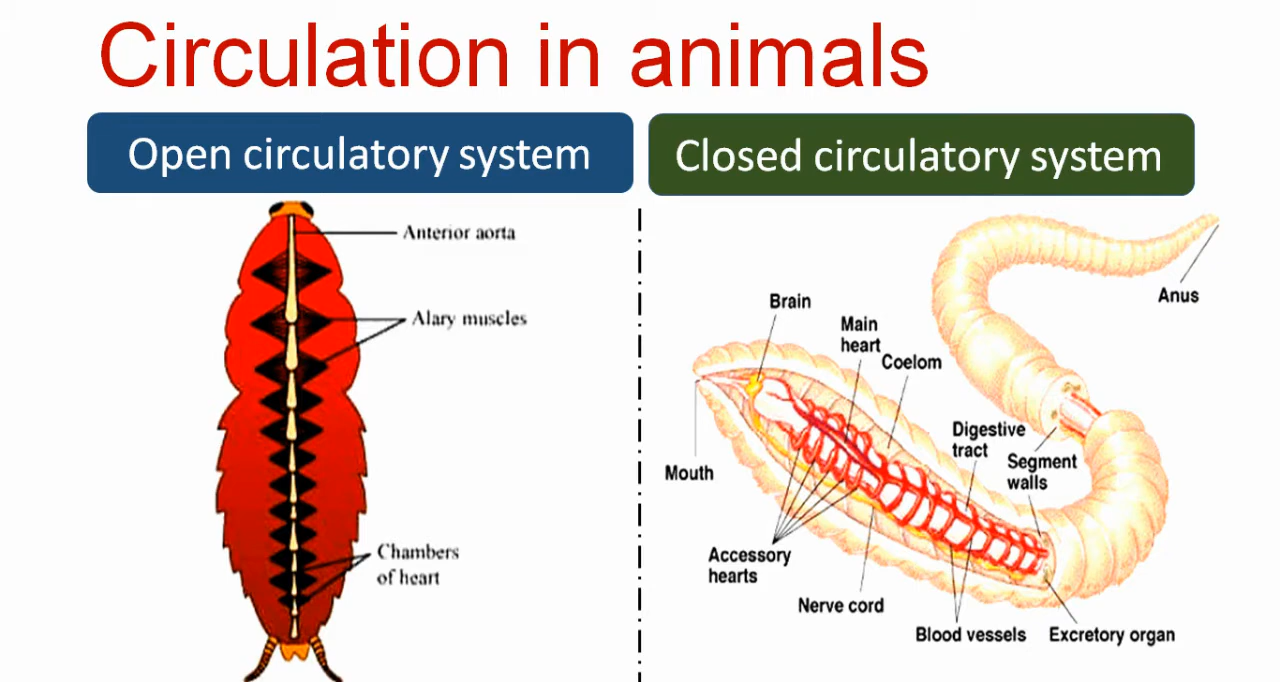 Circulation in animals
Open circulatory system
Closed circulatory system
Anterior aorta
Alary muscles
Chambers
of heart
Brain
Main
heart
Coelom
Anus
Digestive
tract
Segment
walls
Mouth
Accessory
hearts
Nerve cord
Blood vessels
Excretory organ